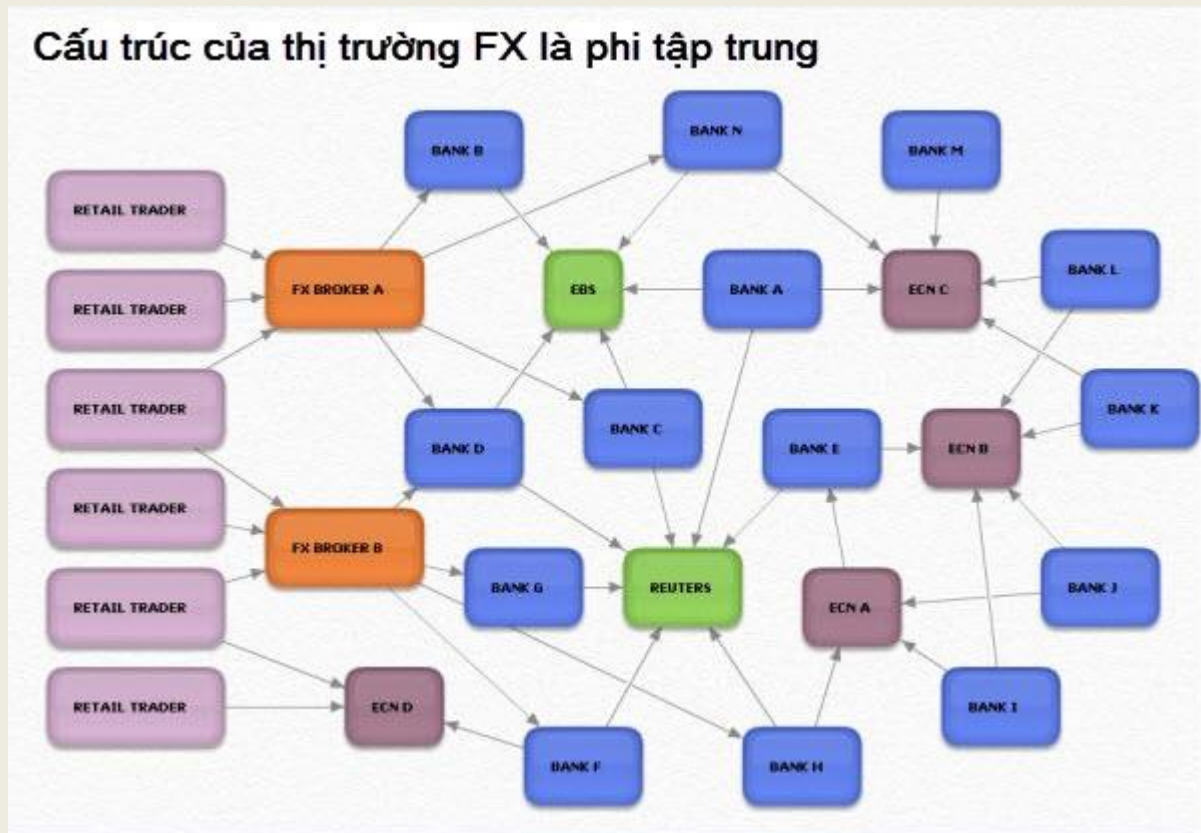 Cấu trúc của thị trường FX là phi tập trung
BANK N
BANK B
BANK M
RETAIL TRADER
BANK L
FX BROKER A
EBS
BANK A
ECN C
RETAIL TRADER
RETAIL TRADER
BANK K
BANK C
BANK D
BANK E
ECN B
RETAIL TRADER
FX BROKER B
BANK G
REUTERS
BANK J
RETAIL TRADER
ECN A
RETAIL TRADER
ECN D
BANK I
BANK F
BANK H